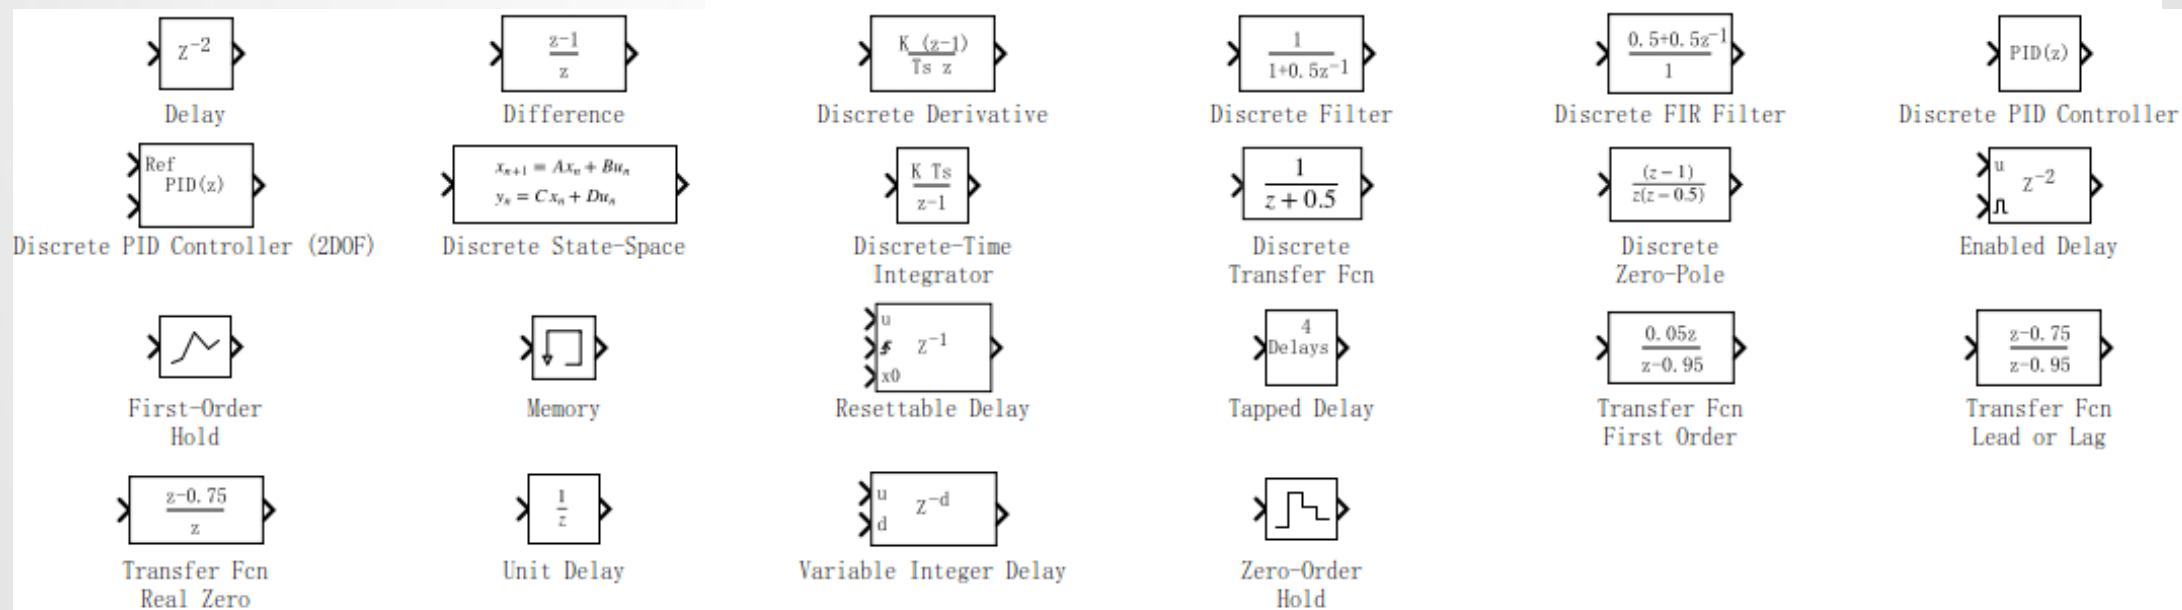 z⁻²
Delay
z-1
z
Difference
K (z-1)
Ts z
Discrete Derivative
1
1+0.5z⁻¹
Discrete Filter
0.5+0.5z⁻¹
1
Discrete FIR Filter
PID(z)
Discrete PID Controller
Ref
PID(z)
Discrete PID Controller (2DOF)
xₙ₊₁ = Axₙ + Buₙ
yₙ = Cxₙ + Duₙ
Discrete State-Space
K Ts
z-1
Discrete-Time
Integrator
1
z + 0.5
Discrete
Transfer Fcn
(z - 1)
z(z - 0.5)
Discrete
Zero-Pole
u
z⁻²
Enabled Delay
First-Order
Hold
Memory
u
z⁻¹
x0
Resettable Delay
4
Delays
Tapped Delay
0.05z
z-0.95
Transfer Fcn
First Order
z-0.75
z-0.95
Transfer Fcn
Lead or Lag
z-0.75
z
Transfer Fcn
Real Zero
1
z
Unit Delay
u
z⁻ᵈ
d
Variable Integer Delay
Zero-Order
Hold